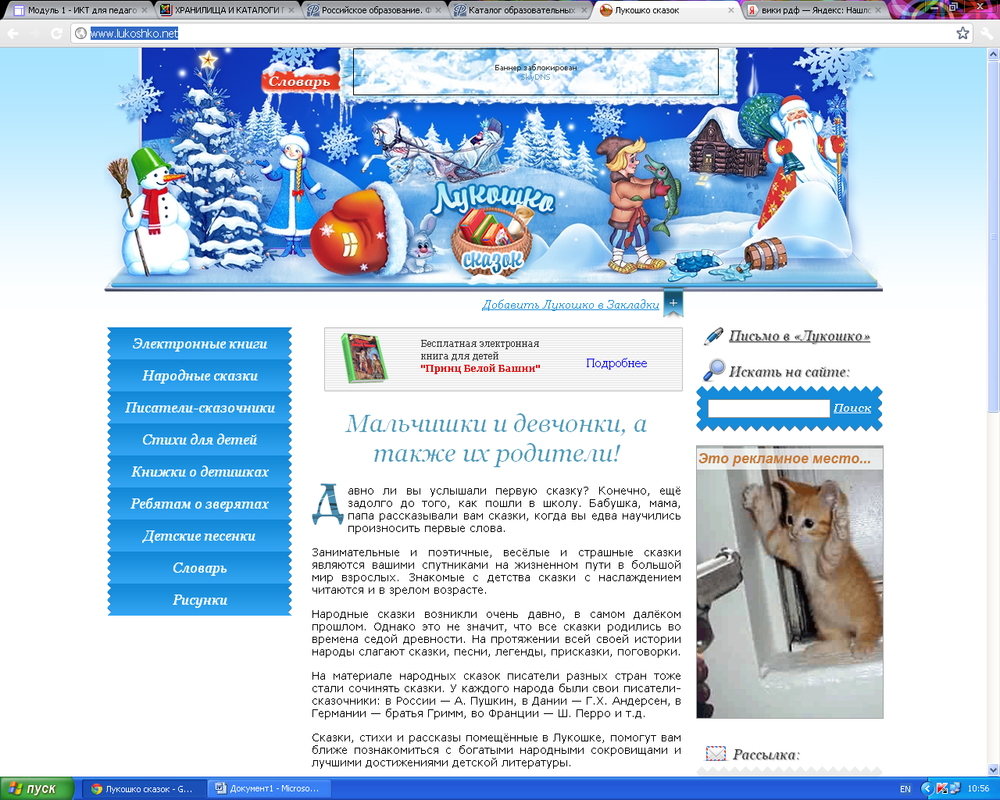 Модуль 1 - ИКТ для педаго
ХРАНИЛИЩА И КАТАЛОГИ
Российское образование. Ф
Каталог образовательных
Лукошко сказок
вики рдф — Яндекс: Нашло
www.lukoshko.net
Словарь
Баннер заблокирован
SkyDNS
Лукошко
сказок
Добавить Лукошко в Закладки
Электронные книги
Народные сказки
Писатели-сказочники
Стихи для детей
Книжки о детишках
Ребятам о зверятах
Детские песенки
Словарь
Рисунки
Бесплатная электронная
книга для детей
"Принц Белой Башни"
Подробнее
Мальчишки и девчонки, а
также их родители!
Давно ли вы услышали первую сказку? Конечно, ещё
задолго до того, как пошли в школу. Бабушка, мама,
папа рассказывали вам сказки, когда вы едва научились
произносить первые слова.
Занимательные и поэтичные, весёлые и страшные сказки
являются вашими спутниками на жизненном пути в большой
мир взрослых. Знакомые с детства сказки с наслаждением
читаются и в зрелом возрасте.
Народные сказки возникли очень давно, в самом далёком
прошлом. Однако это не значит, что все сказки родились во
времена седой древности. На протяжении всей своей истории
народы слагают сказки, песни, легенды, присказки, поговорки.
На материале народных сказок писатели разных стран тоже
стали сочинять сказки. У каждого народа были свои писатели-
сказочники: в России — А. Пушкин, в Дании — Г.Х. Андерсен, в
Германии — братья Гримм, во Франции — Ш. Перро и т.д.
Сказки, стихи и рассказы помещённые в Лукошке, помогут вам
ближе познакомиться с богатыми народными сокровищами и
лучшими достижениями детской литературы.
Письмо в «Лукошко»
Искать на сайте:
Поиск
Это рекламное место...
Рассылка:
пуск
Лукошко сказок - G...
Документ1 - Microso...
EN
10:56